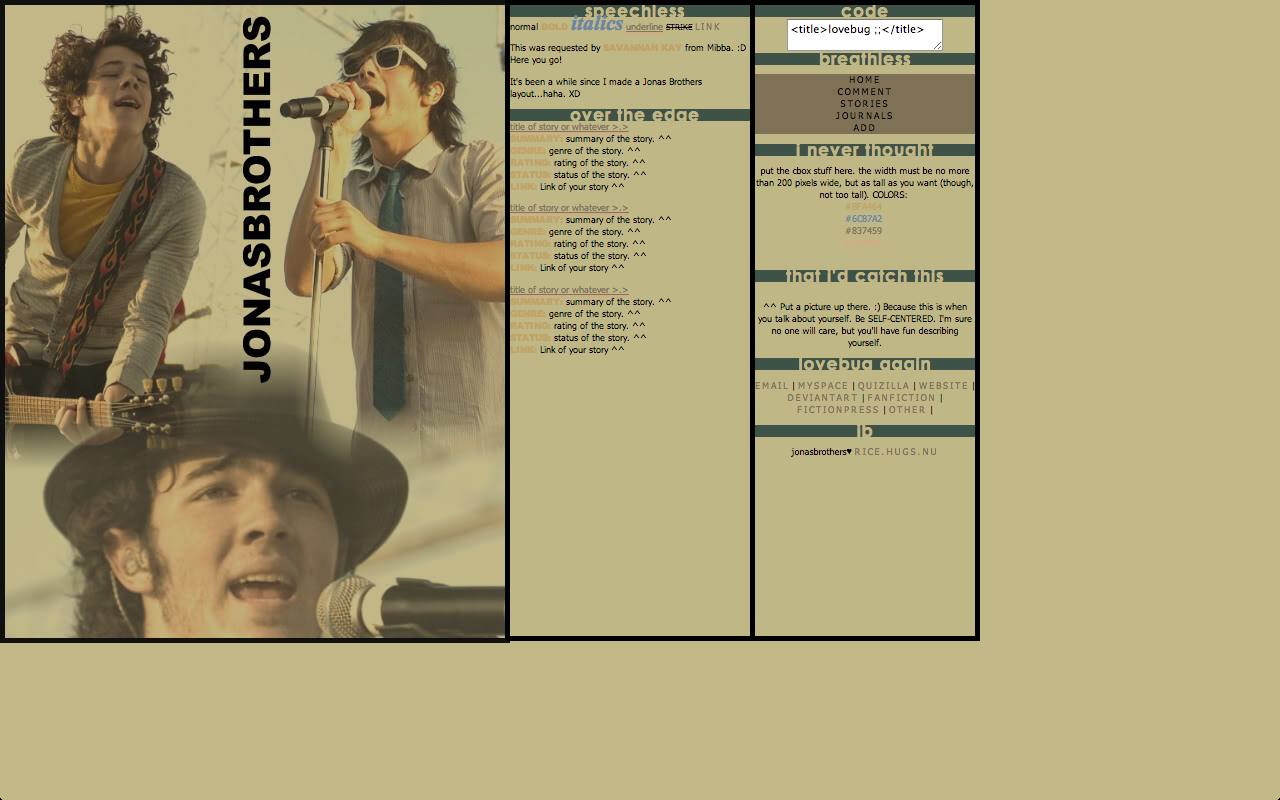 JONASBROTHERS
speechless
normal BOLD italics underline STRIKE LINK
This was requested by SAVANNAH KAY from Mibba. :D
Here you go!
It's been a while since I made a Jonas Brothers
layout...haha. XD
over the edge
title of story or whatever >.>
SUMMARY: summary of the story. ^^
GENRE: genre of the story. ^^
RATING: rating of the story. ^^
STATUS: status of the story. ^^
LINK: Link of your story ^^
title of story or whatever >.>
SUMMARY: summary of the story. ^^
GENRE: genre of the story. ^^
RATING: rating of the story. ^^
STATUS: status of the story. ^^
LINK: Link of your story ^^
title of story or whatever >.>
SUMMARY: summary of the story. ^^
GENRE: genre of the story. ^^
RATING: rating of the story. ^^
STATUS: status of the story. ^^
LINK: Link of your story ^^
code
<title>lovebug ;;</title>
breathless
HOME
COMMENT
STORIES
JOURNALS
ADD
I never thought
put the cbox stuff here. the width must be no more
than 200 pixels wide, but as tall as you want (though,
not too tall). COLORS:
#6C87A2
#837459
that I'd catch this
^^ Put a picture up there. :) Because this is when
you talk about yourself. Be SELF-CENTERED. I'm sure
no one will care, but you'll have fun describing
yourself.
lovebug again
EMAIL | MYSPACE | QUIZILLA | WEBSITE |
DEVIANTART | FANFICTION |
FICTIONPRESS | OTHER |
lb
jonasbrothers♥ RICE.HUGS.NU